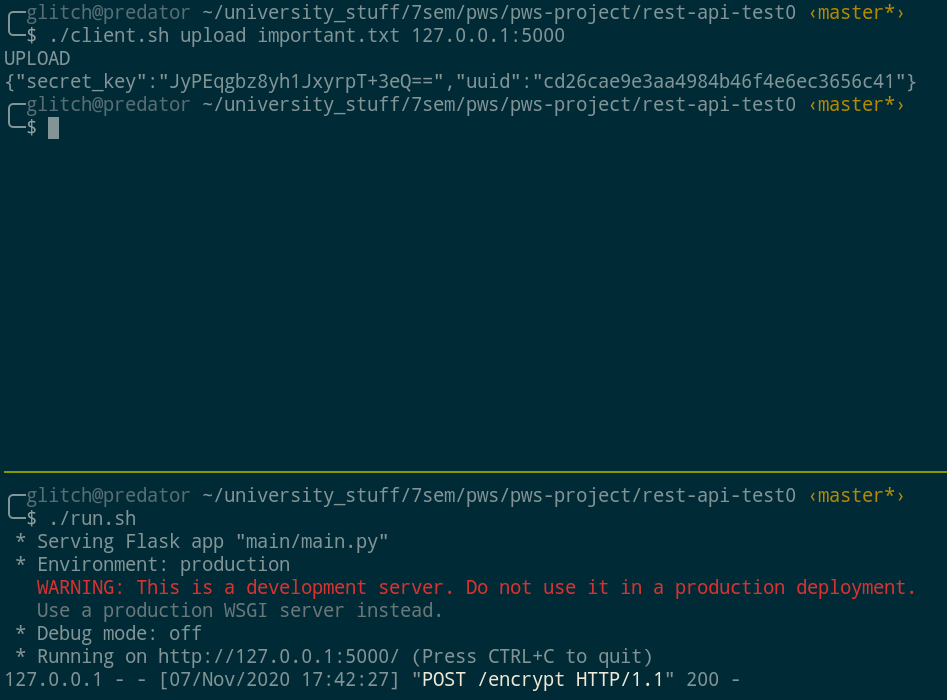 glitch@predator ~/university_stuff/7sem/pws/pws-project/rest-api-test0 ‹master*›
$ ./client.sh upload important.txt 127.0.0.1:5000
UPLOAD
{"secret_key":"JyPEqgbz8yh1JxyrpT+3eQ==","uuid":"cd26cae9e3aa4984b46f4e6ec3656c41"}
glitch@predator ~/university_stuff/7sem/pws/pws-project/rest-api-test0 ‹master*›
$
glitch@predator ~/university_stuff/7sem/pws/pws-project/rest-api-test0 ‹master*›
$ ./run.sh
* Serving Flask app "main/main.py"
* Environment: production
WARNING: This is a development server. Do not use it in a production deployment.
Use a production WSGI server instead.
* Debug mode: off
* Running on http://127.0.0.1:5000/ (Press CTRL+C to quit)
127.0.0.1 - - [07/Nov/2020 17:42:27] "POST /encrypt HTTP/1.1" 200 -